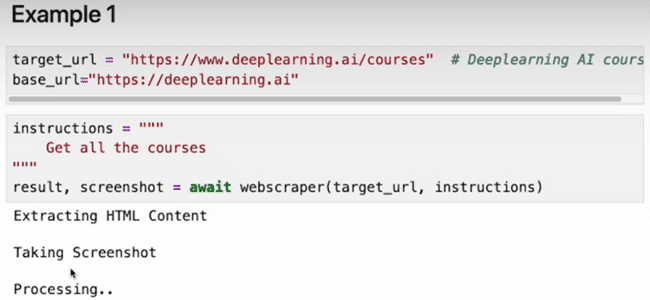 Example 1
target_url = "https://www.deeplearning.ai/courses"  # Deeplearning AI
base_url="https://deeplearning.ai"
instructions = """
    Get all the courses
"""
result, screenshot = await webscraper(target_url, instructions)
Extracting HTML Content
Taking Screenshot
Processing..